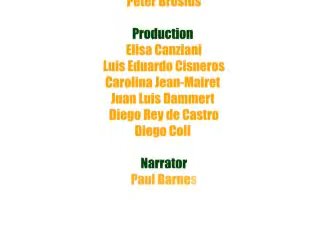 Peter Brosius
Production
Elisa Canziani
Luis Eduardo Cisneros
Carolina Jean-Mairet
Juan Luis Dammert
Diego Rey de Castro
Diego Coll
Narrator
Paul Barnes